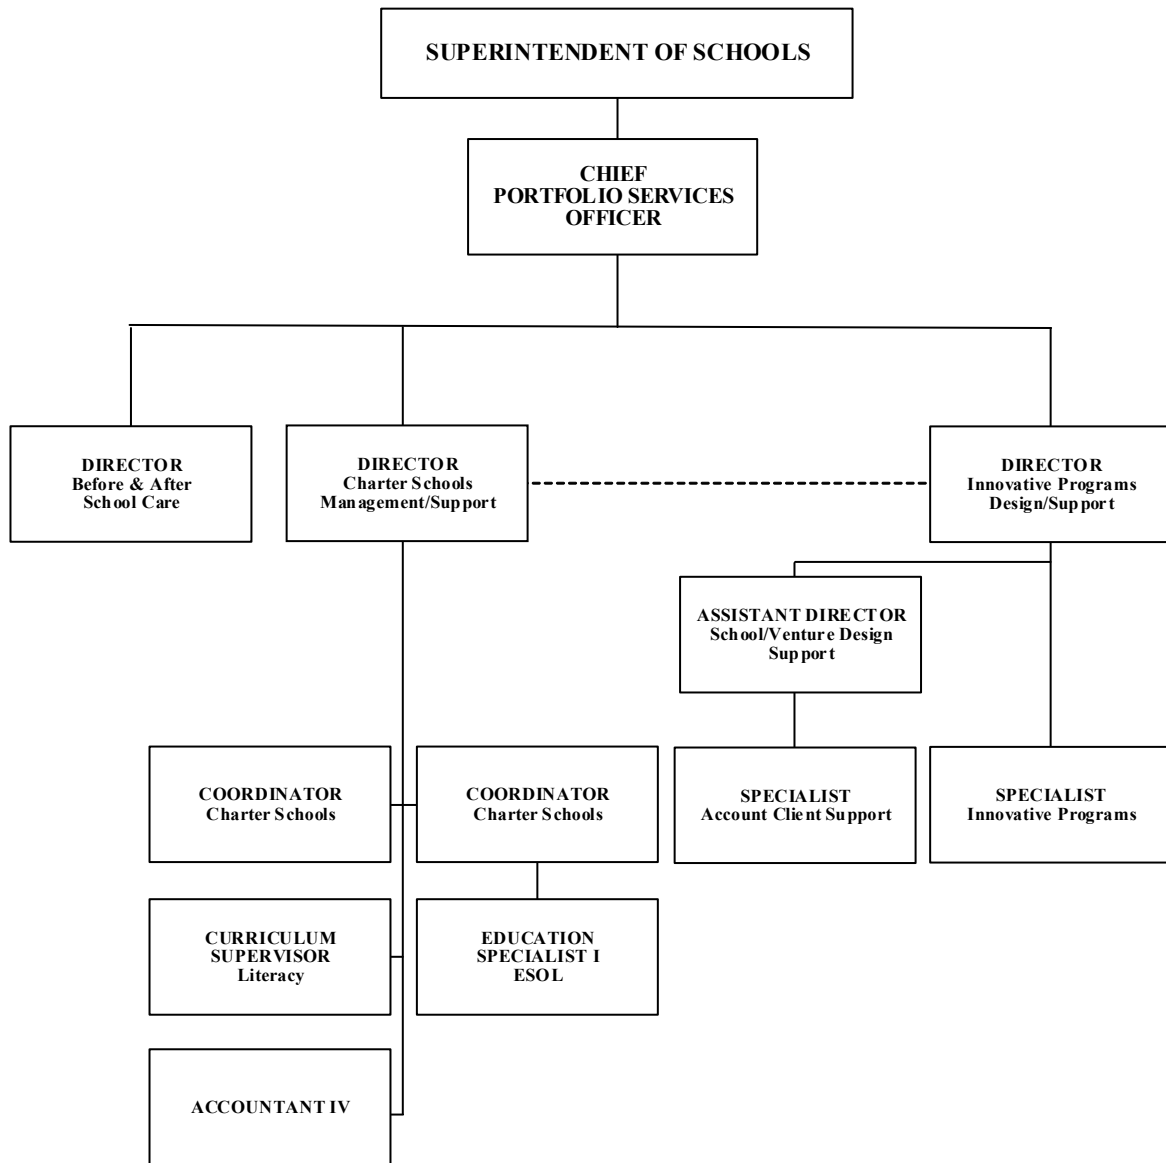 SUPERINTENDENT OF SCHOOLS
CHIEF
PORTFOLIO SERVICES
OFFICER
DIRECTOR
Before & After
School Care
DIRECTOR
Charter Schools
Management/Support
DIRECTOR
Innovative Programs
Design/Support
ASSISTANT DIRECTOR
School/Venture Design
Support
COORDINATOR
Charter Schools
COORDINATOR
Charter Schools
SPECIALIST
Account Client Support
SPECIALIST
Innovative Programs
CURRICULUM
SUPERVISOR
Literacy
EDUCATION
SPECIALIST I
ESOL
ACCOUNTANT IV